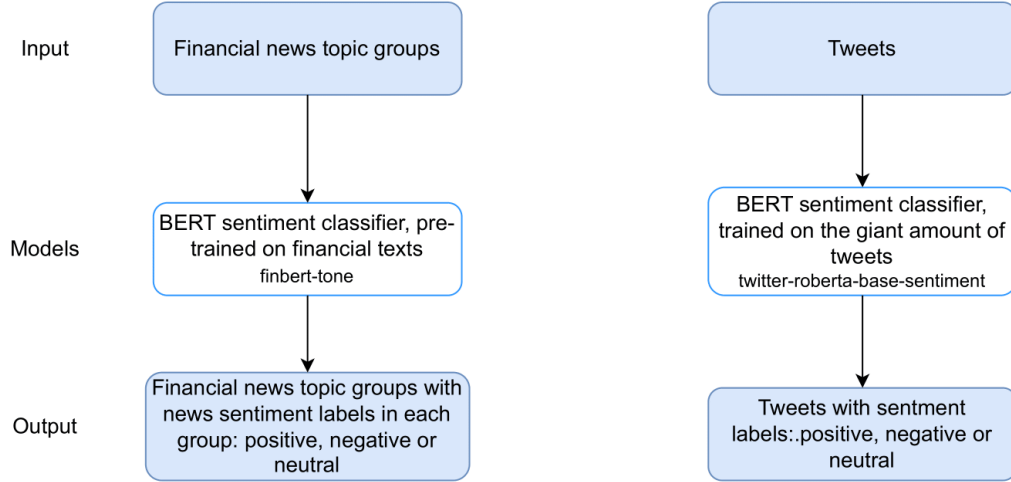 Input
Financial news topic groups
Tweets
Models
BERT sentiment classifier, pre-
trained on financial texts
finbert-tone
BERT sentiment classifier,
trained on the giant amount of
tweets
twitter-roberta-base-sentiment
Output
Financial news topic groups with
news sentiment labels in each
group: positive, negative or
neutral
Tweets with sentment
labels:.positive, negative or
neutral